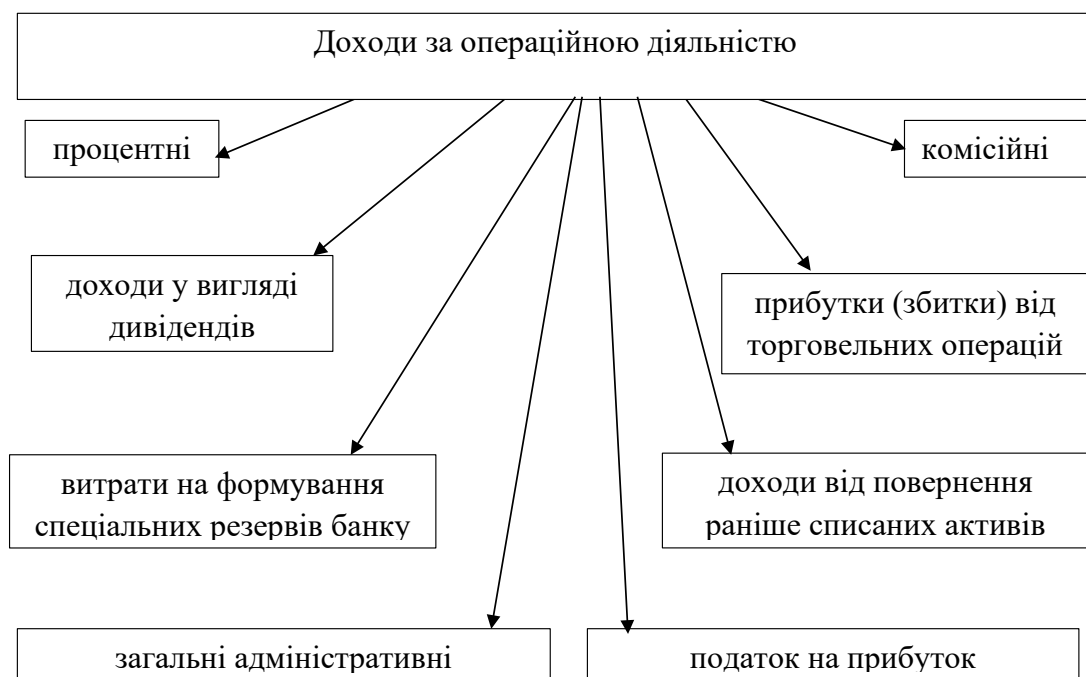 Доходи за операційною діяльністю
процентні
комісійні
доходи у вигляді
дивідендів
прибутки (збитки) від
торговельних операцій
витрати на формування
спеціальних резервів банку
доходи від повернення
раніше списаних активів
загальні адміністративні
податок на прибуток